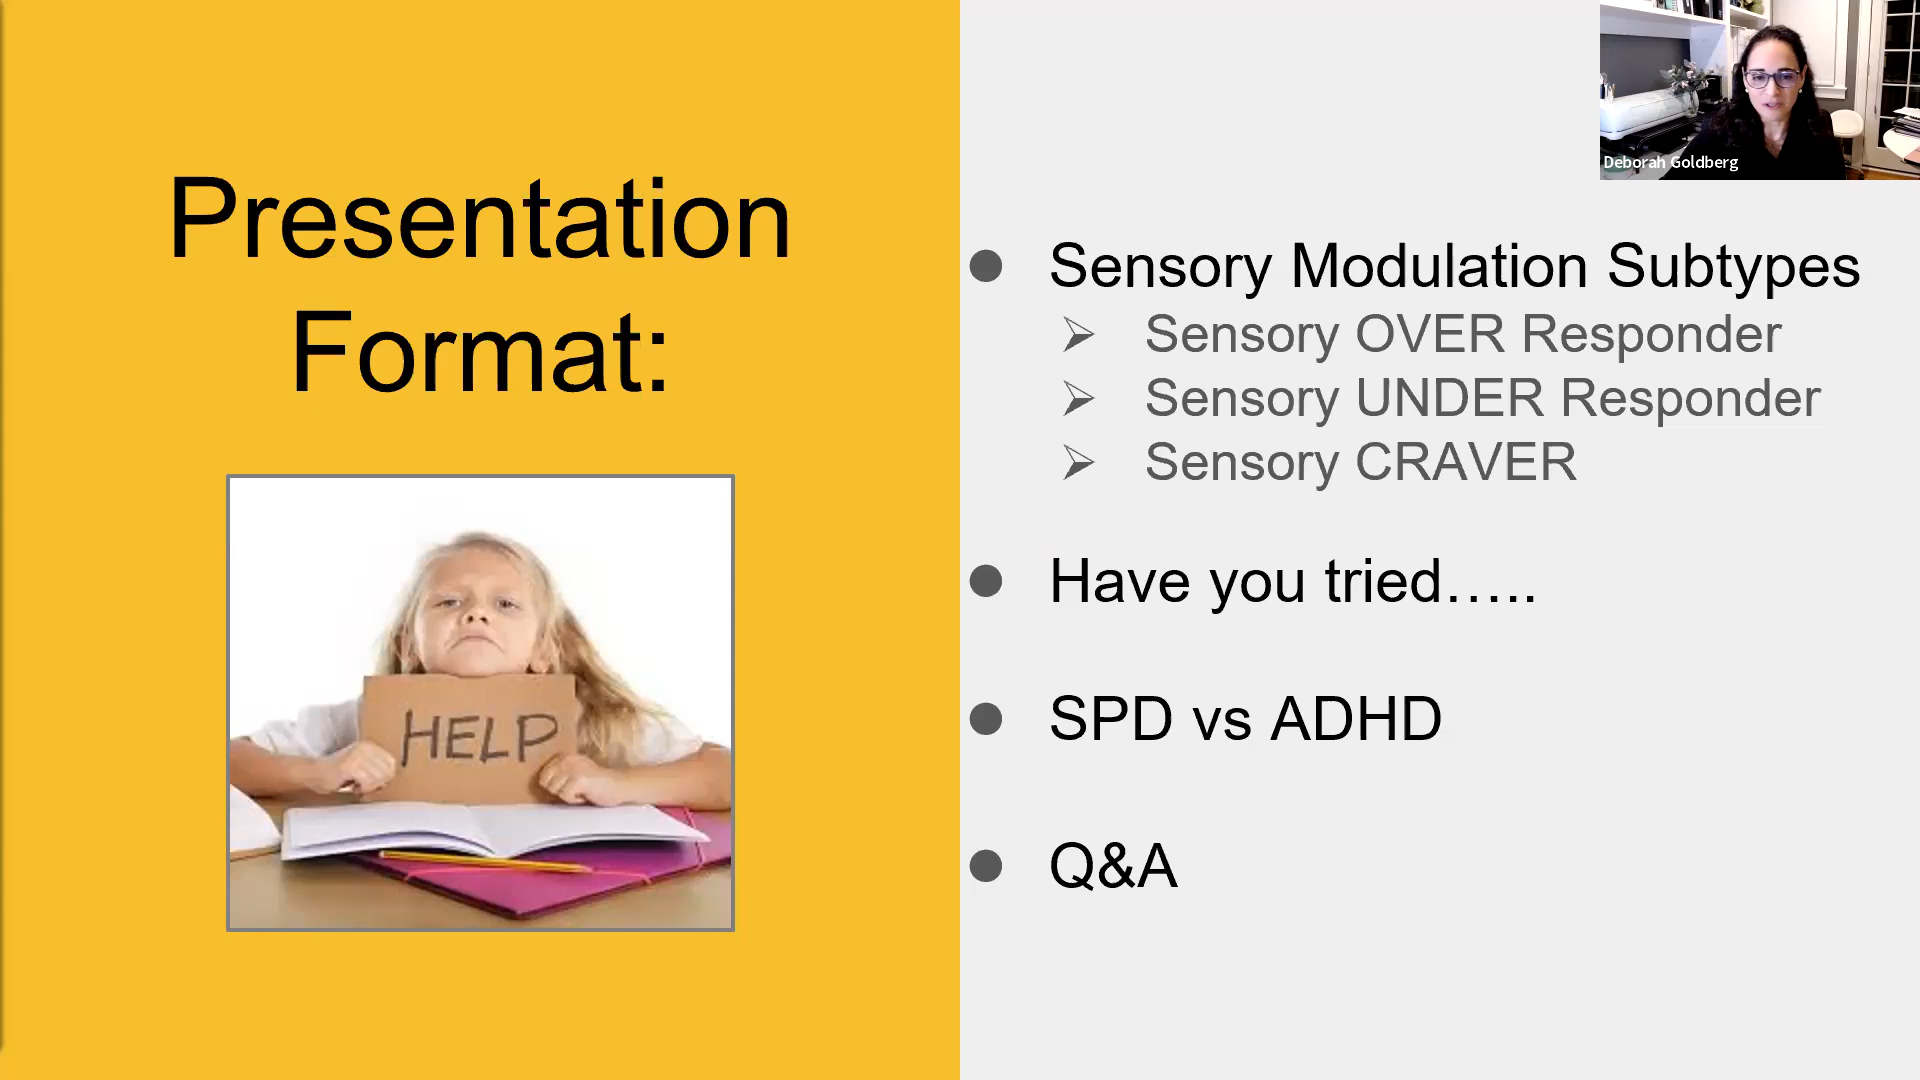 Presentation
Format:
HELP
Deborah Goldberg
● Sensory Modulation Subtypes
➢ Sensory OVER Responder
➢ Sensory UNDER Responder
➢ Sensory CRAVER
● Have you tried…..
● SPD vs ADHD
● Q&A